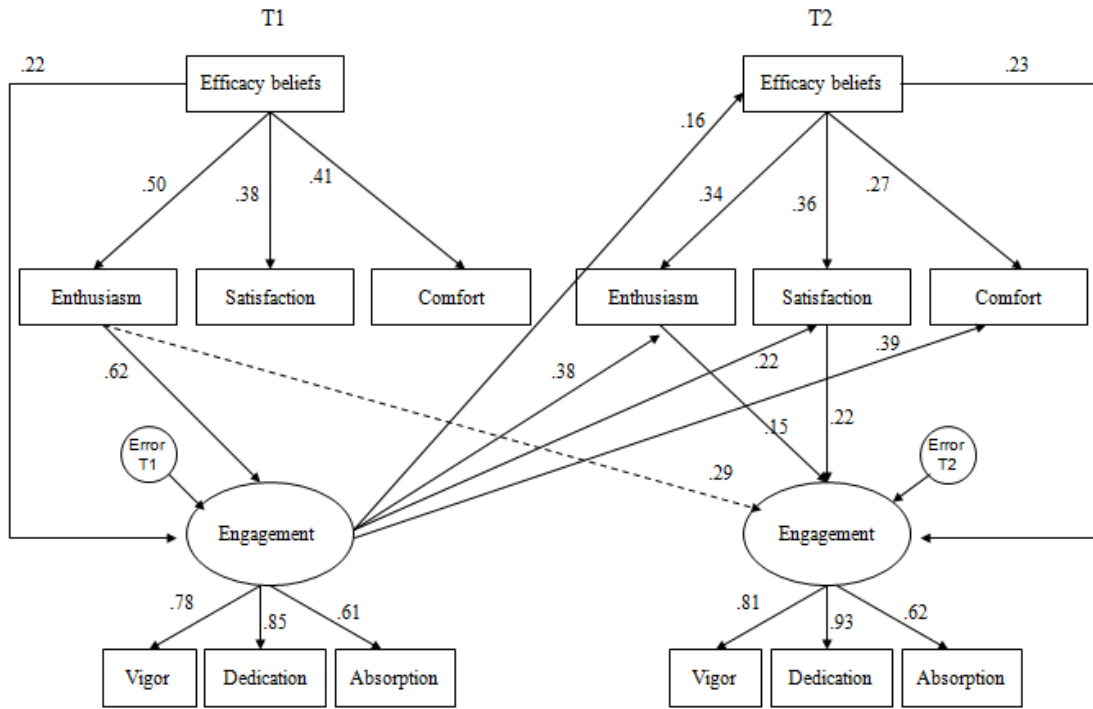 T1 T2
.22 Efficacy beliefs Efficacy beliefs .23
.16
.50 .38 .41 .34 .36 .27
Enthusiasm Satisfaction Comfort Enthusiasm Satisfaction Comfort
.62 .38 .22 .39
.15 .22
Error
T1
Error
T2
.29
Engagement Engagement
.78 .85 .61 .81 .93 .62
Vigor Dedication Absorption Vigor Dedication Absorption